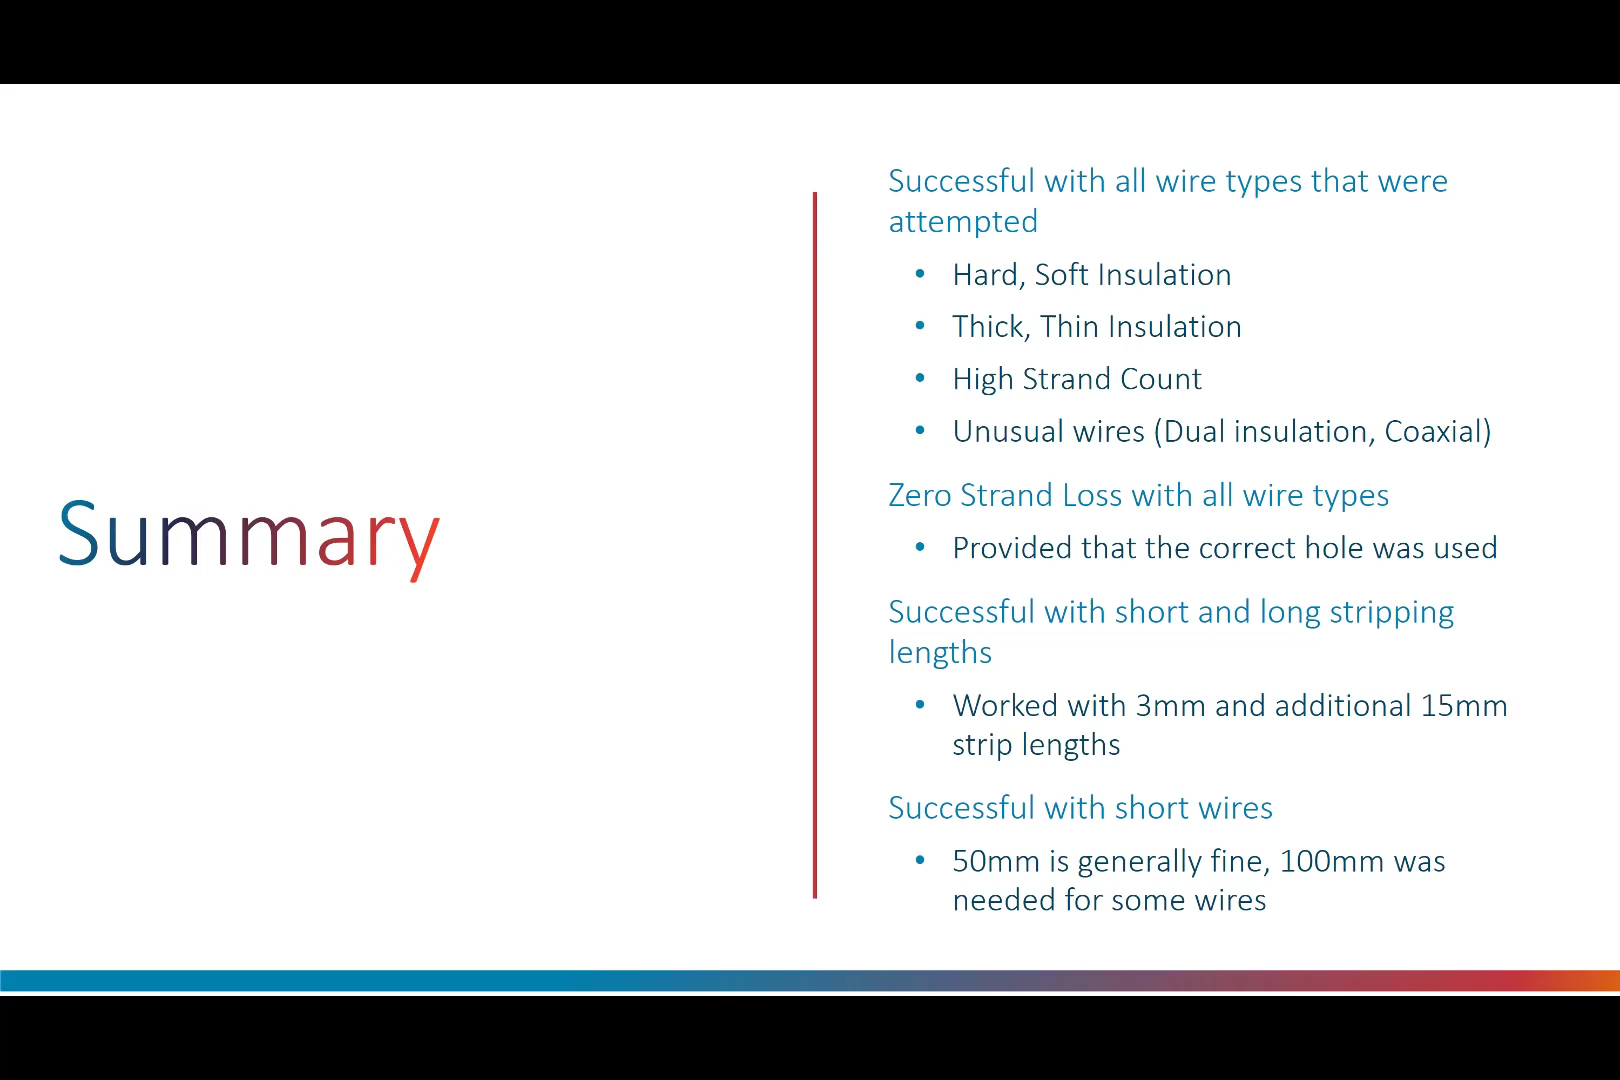 Summary
Successful with all wire types that were
attempted
• Hard, Soft Insulation
• Thick, Thin Insulation
• High Strand Count
• Unusual wires (Dual insulation, Coaxial)
Zero Strand Loss with all wire types
• Provided that the correct hole was used
Successful with short and long stripping
lengths
• Worked with 3mm and additional 15mm
strip lengths
Successful with short wires
• 50mm is generally fine, 100mm was
needed for some wires